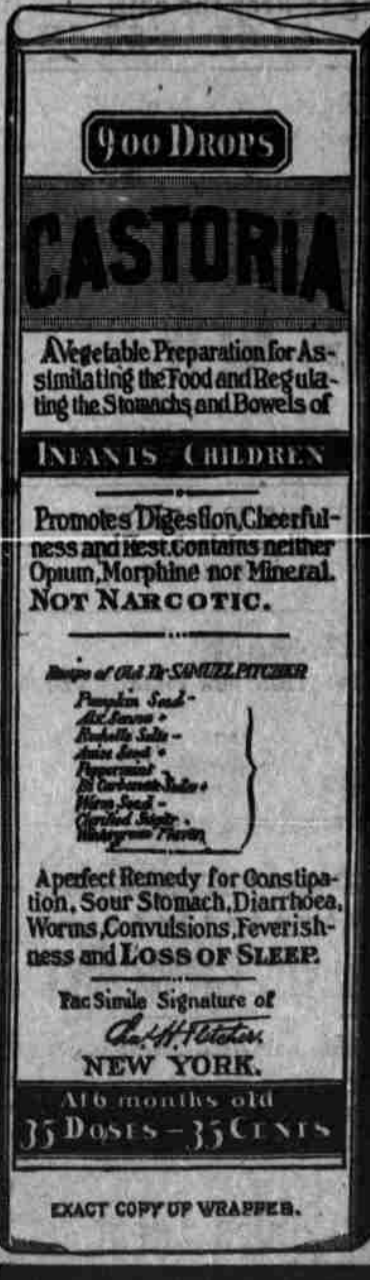 900 DROPS
CASTORIA
A Vegetable Preparation for As-
similating the Food and Regula-
ting the Stomachs and Bowels of
INFANTS CHILDREN
Promotes Digestion, Cheerful-
ness and Rest. Contains neither
Opium, Morphine nor Mineral.
NOT NARCOTIC.
Recipe of Old Dr SAMUEL PITCHER
Pumpkin Seed -
Alx. Senna +
Rochelle Salts -
Anise Seed +
Peppermint -
Bi Carbonate Soda +
Worm Seed -
Clarified Sugar .
Wintergreen Flavor
A perfect Remedy for Constipa-
tion, Sour Stomach, Diarrhoea,
Worms, Convulsions, Feverish-
ness and LOSS OF SLEEP.
Fac Simile Signature of
Chas. H. Fletcher.
NEW YORK.
At 6 months old
35 DOSES - 35 CENTS
EXACT COPY OF WRAPPER.